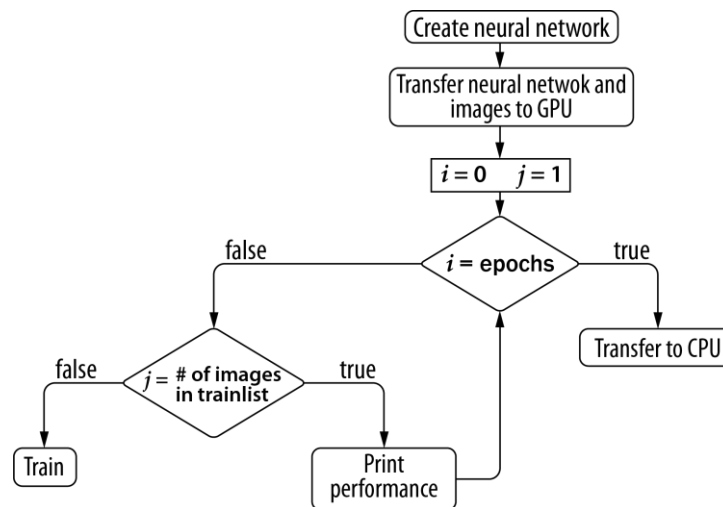 Create neural network
Transfer neural netwok and
images to GPU
i = 0 j = 1
false
true
i = epochs
Transfer to CPU
false
true
j = # of images
in trainlist
Train
Print
performance